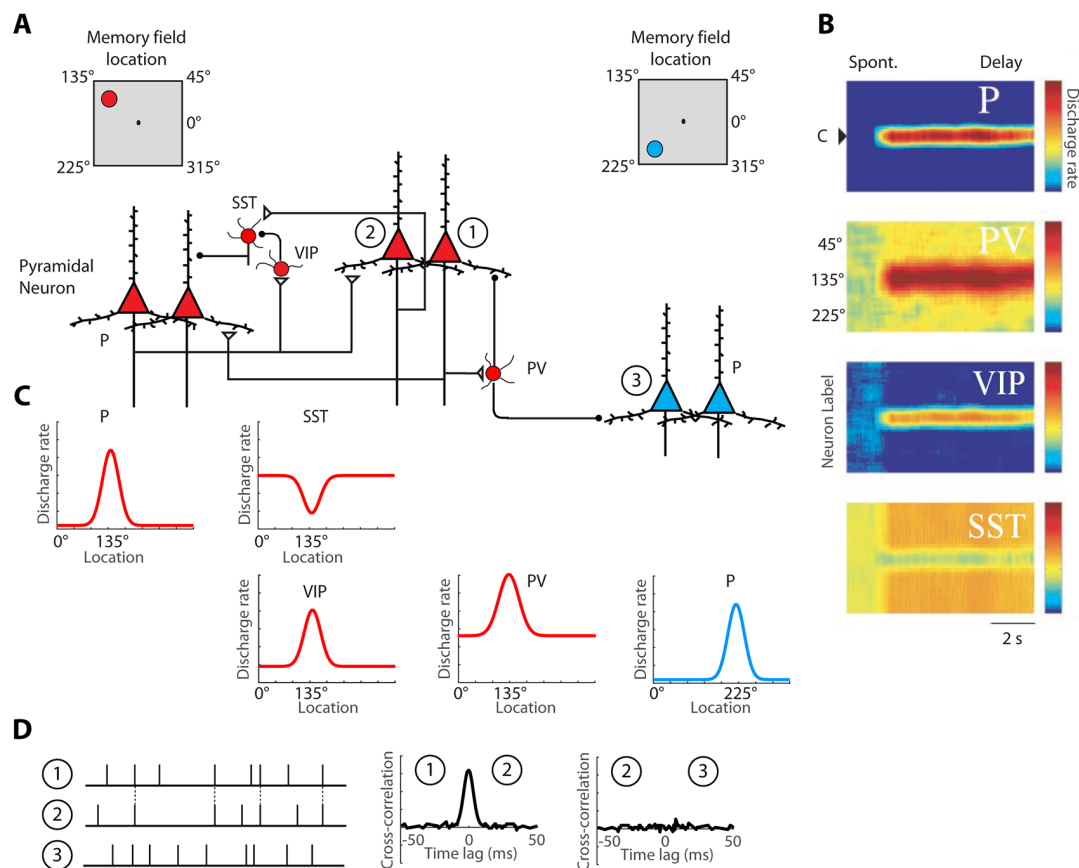 A
Memory field
location
135°
45°
0°
225°
315°
Memory field
location
135°
45°
0°
225°
315°
SST
VIP
2
1
Pyramidal
Neuron
P
PV
3
P
B
Spont.
Delay
P
C
Discharge rate
PV
45°
135°
225°
VIP
Neuron Label
SST
2 s
C
P
Discharge rate
0°
135°
Location
SST
Discharge rate
0°
135°
Location
VIP
Discharge rate
0°
135°
Location
PV
Discharge rate
0°
135°
Location
P
Discharge rate
0°
225°
Location
D
1
2
3
Cross-correlation
1
2
-50
0
50
Time lag (ms)
Cross-correlation
2
3
-50
0
50
Time lag (ms)